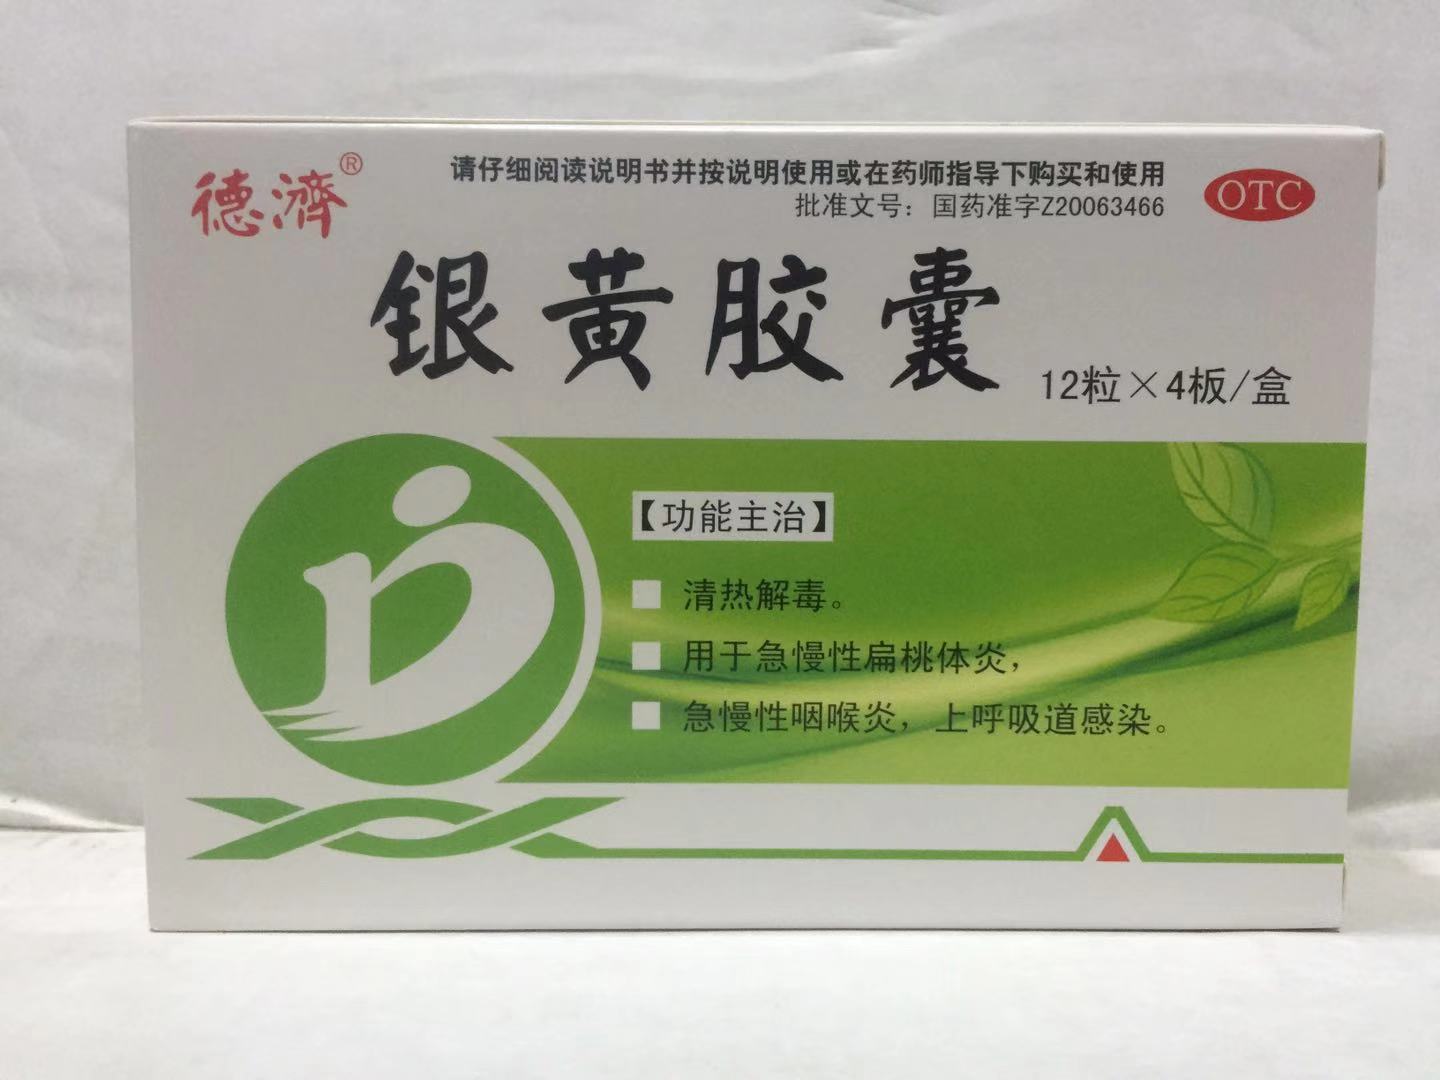 德濟®
请仔细阅读说明书并按说明使用或在药师指导下购买和使用
批准文号：国药准字Z20063466
OTC
银黄胶囊
12粒×4板/盒
【功能主治】
清热解毒。
用于急慢性扁桃体炎，
急慢性咽喉炎，上呼吸道感染。